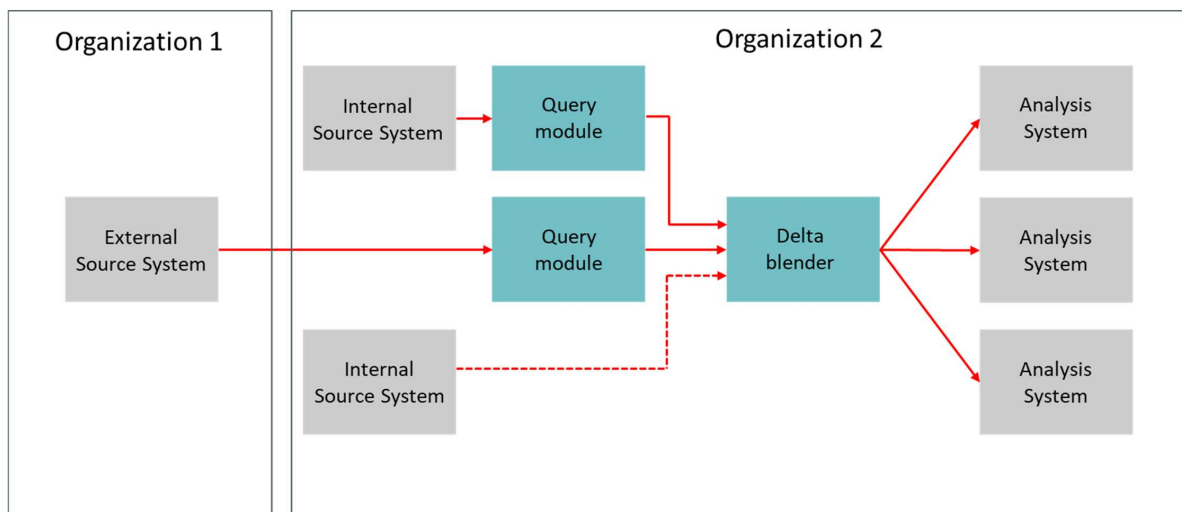 Organization 1
Organization 2
Internal
Source System
Query
module
Analysis
System
External
Source System
Query
module
Delta
blender
Analysis
System
Internal
Source System
Analysis
System